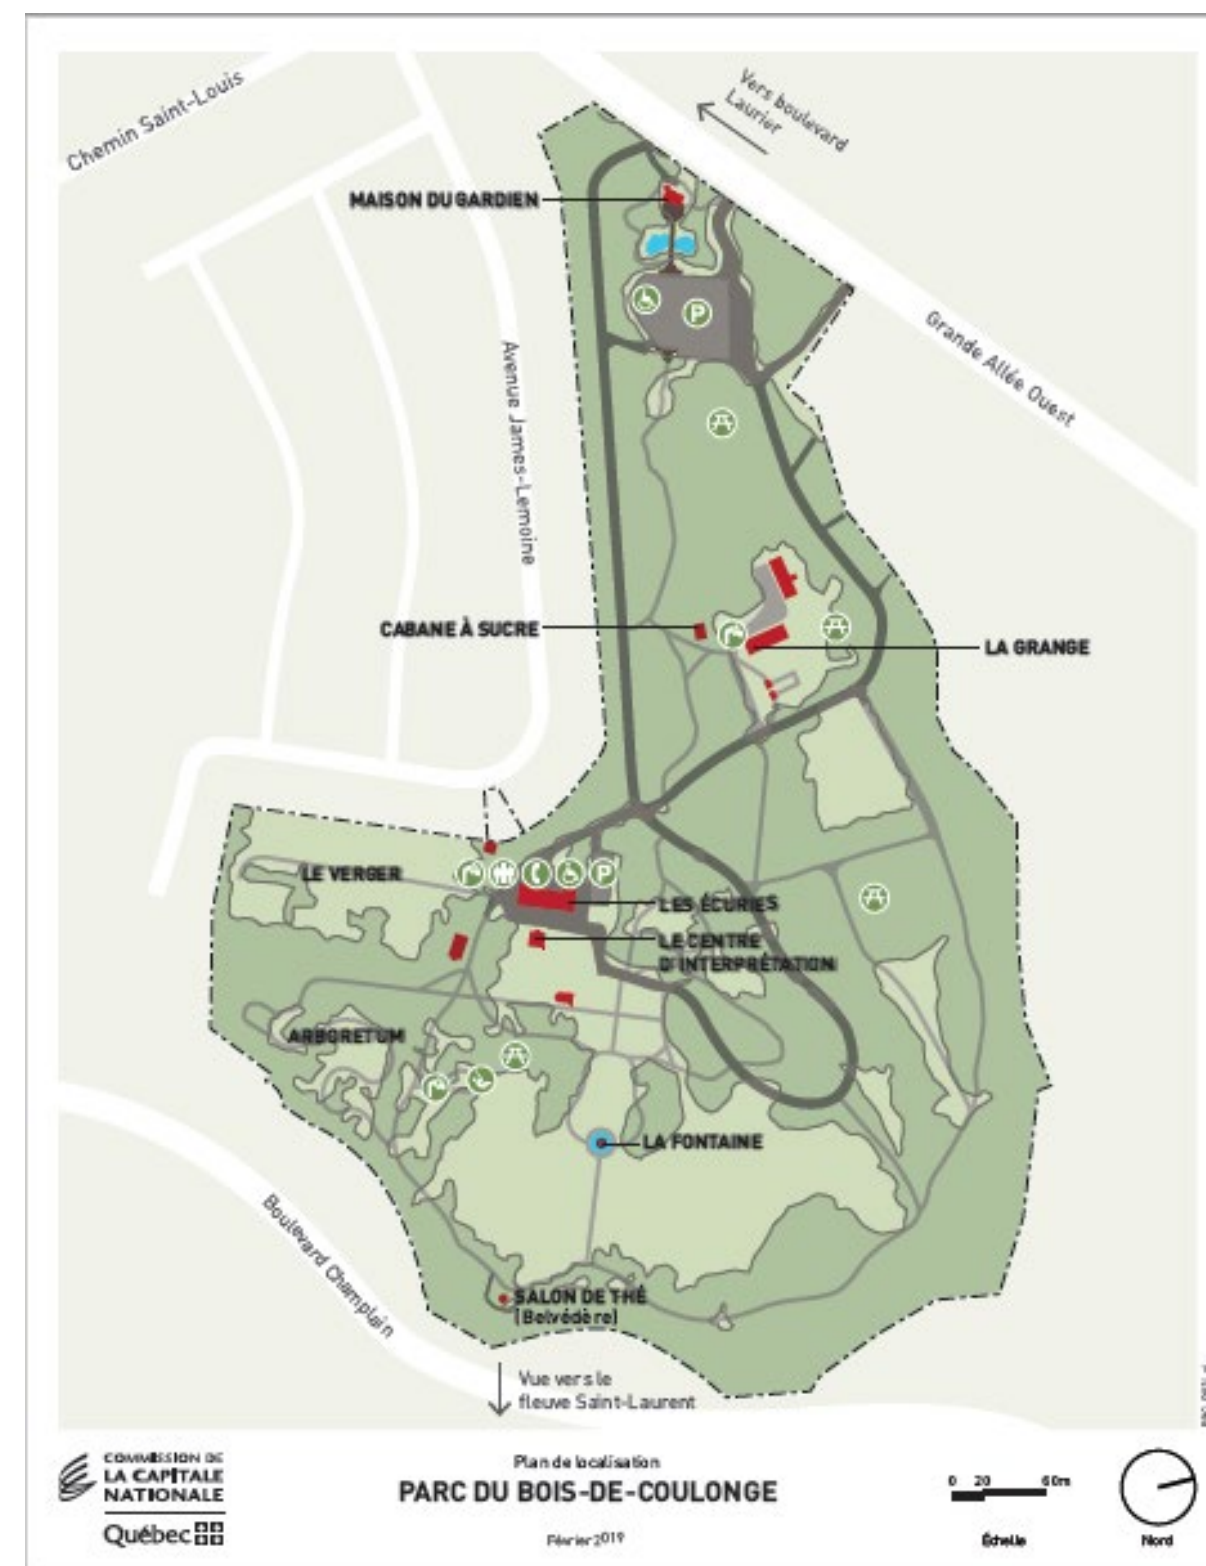 Chemin Saint-Louis
Vers boulevard
Laurier
MAISON DU GARDIEN
P
Grande Allée Ouest
Avenue James-Lemoine
CABANE À SUCRE
LA GRANGE
LE VERGER
P
LES ÉCURIES
LE CENTRE
D'INTERPRÉTATION
ARBORETUM
LA FONTAINE
Boulevard Champlain
SALON DE THÉ
(Belvédère)
Vue vers le
fleuve Saint-Laurent
COMMISSION DE
LA CAPITALE
NATIONALE
Québec
Plan de localisation
PARC DU BOIS-DE-COULONGE
Février 2019
0 20 60m
Échelle
Nord